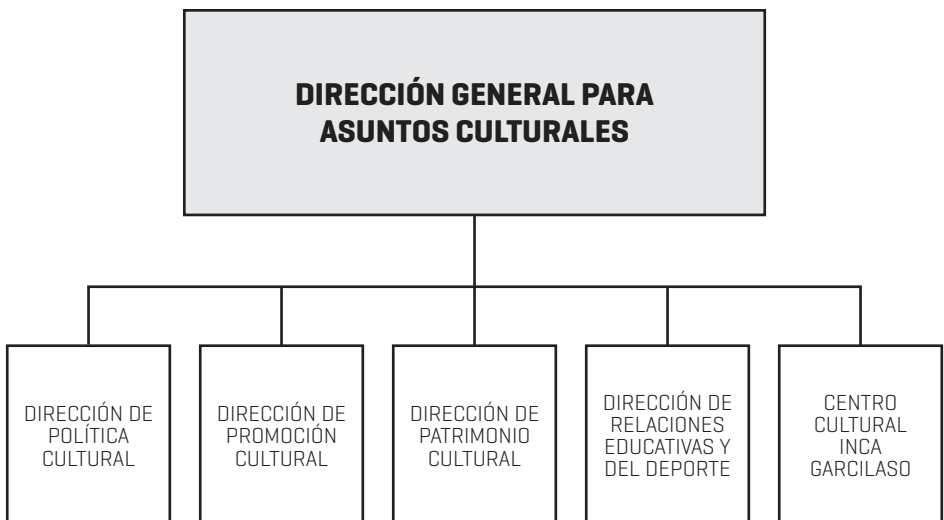 DIRECCIÓN GENERAL PARA
ASUNTOS CULTURALES
DIRECCIÓN DE
POLÍTICA
CULTURAL
DIRECCIÓN DE
PROMOCIÓN
CULTURAL
DIRECCIÓN DE
PATRIMONIO
CULTURAL
DIRECCIÓN DE
RELACIONES
EDUCATIVAS Y
DEL DEPORTE
CENTRO
CULTURAL
INCA
GARCILASO